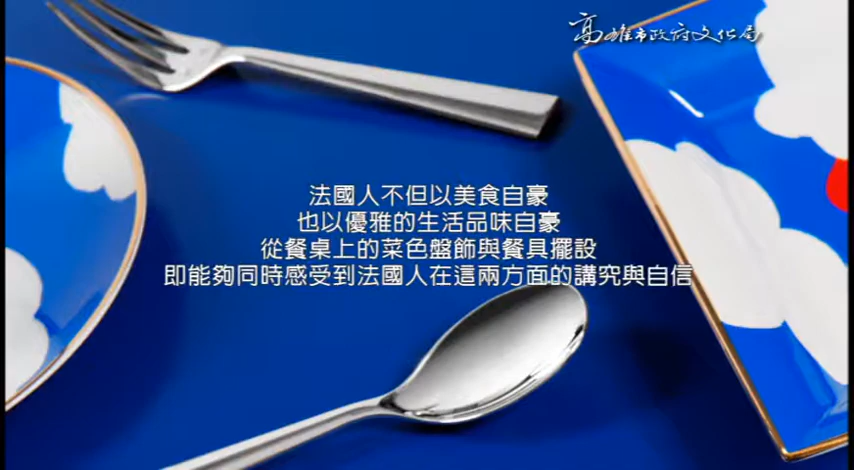 高雄市政府文化局
法國人不但以美食自豪
也以優雅的生活品味自豪
從餐桌上的菜色盤飾與餐具擺設
即能夠同時感受到法國人在這兩方面的講究與自信